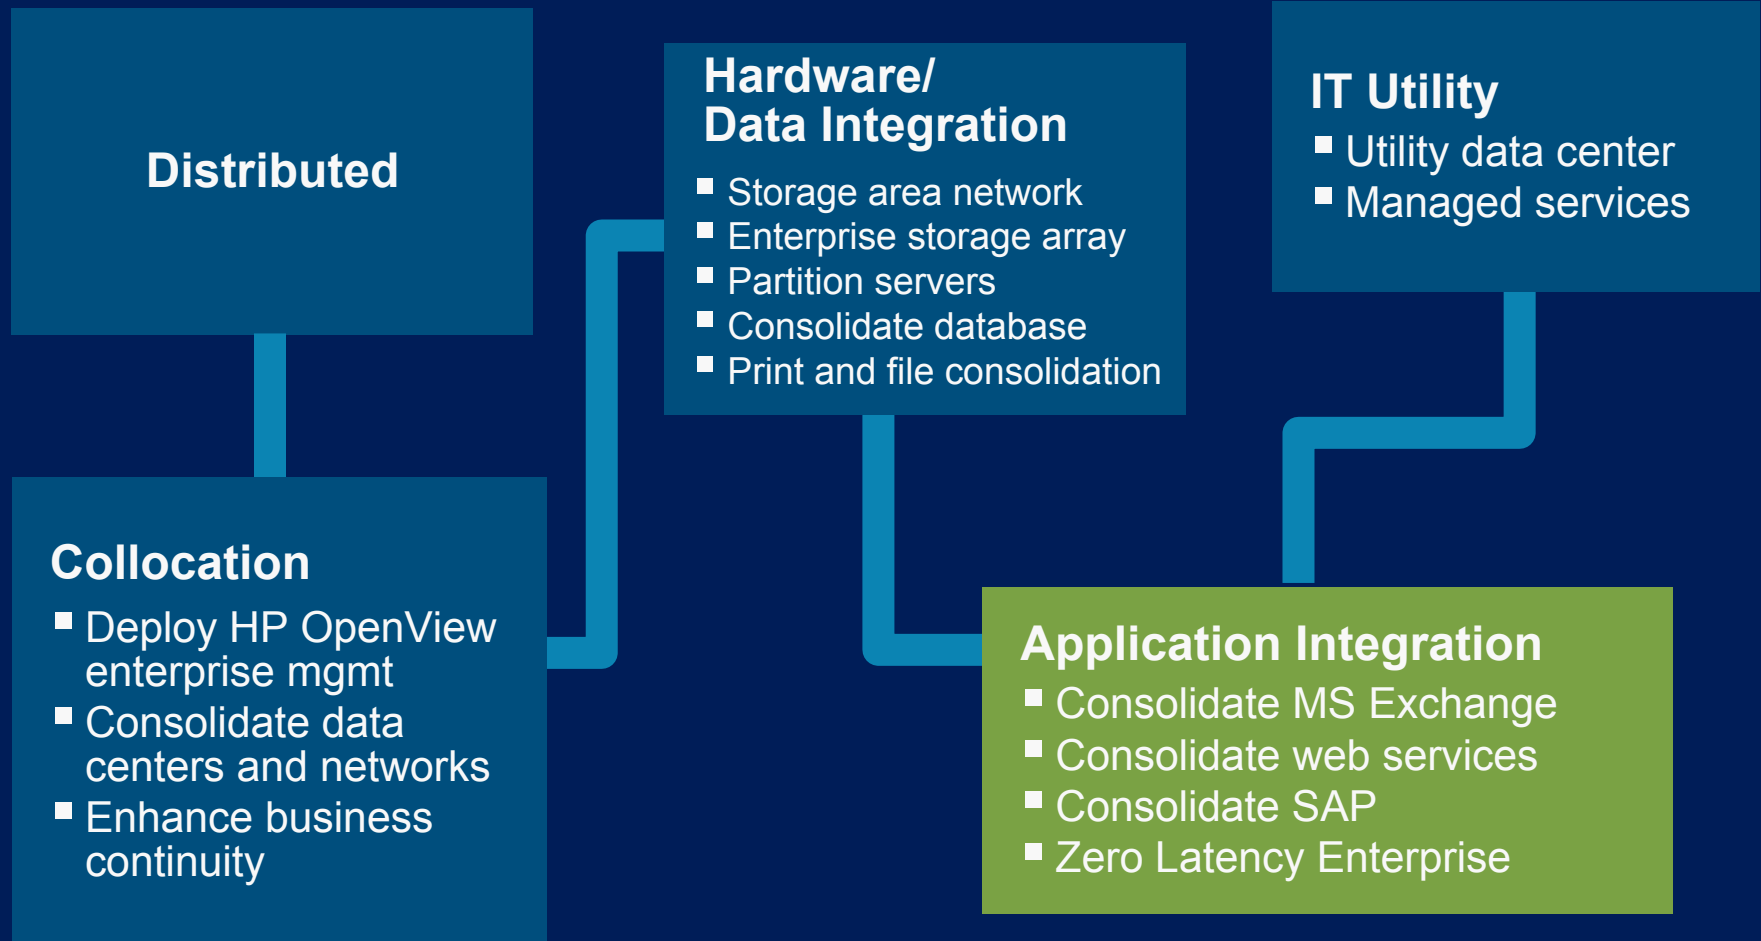 Distributed
Collocation
Deploy HP OpenView
enterprise mgmt
Consolidate data
centers and networks
Enhance business
continuity
Hardware/
Data Integration
Storage area network
Enterprise storage array
Partition servers
Consolidate database
Print and file consolidation
Application Integration
Consolidate MS Exchange
Consolidate web services
Consolidate SAP
Zero Latency Enterprise
IT Utility
Utility data center
Managed services